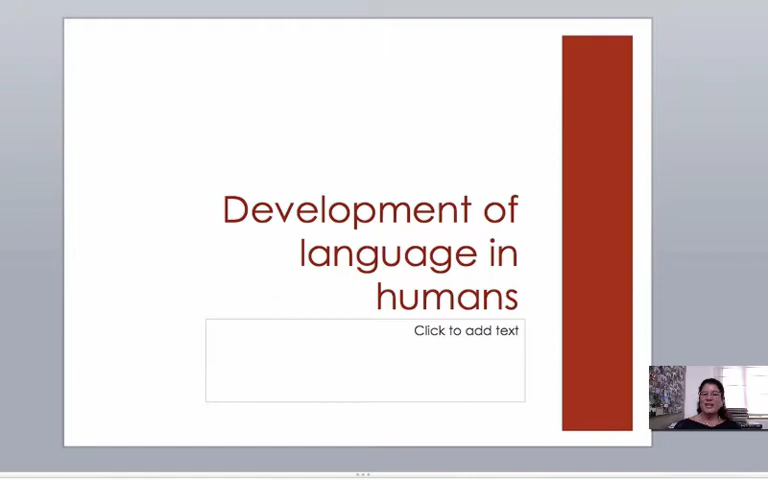 Development of
language in
humans
Click to add text